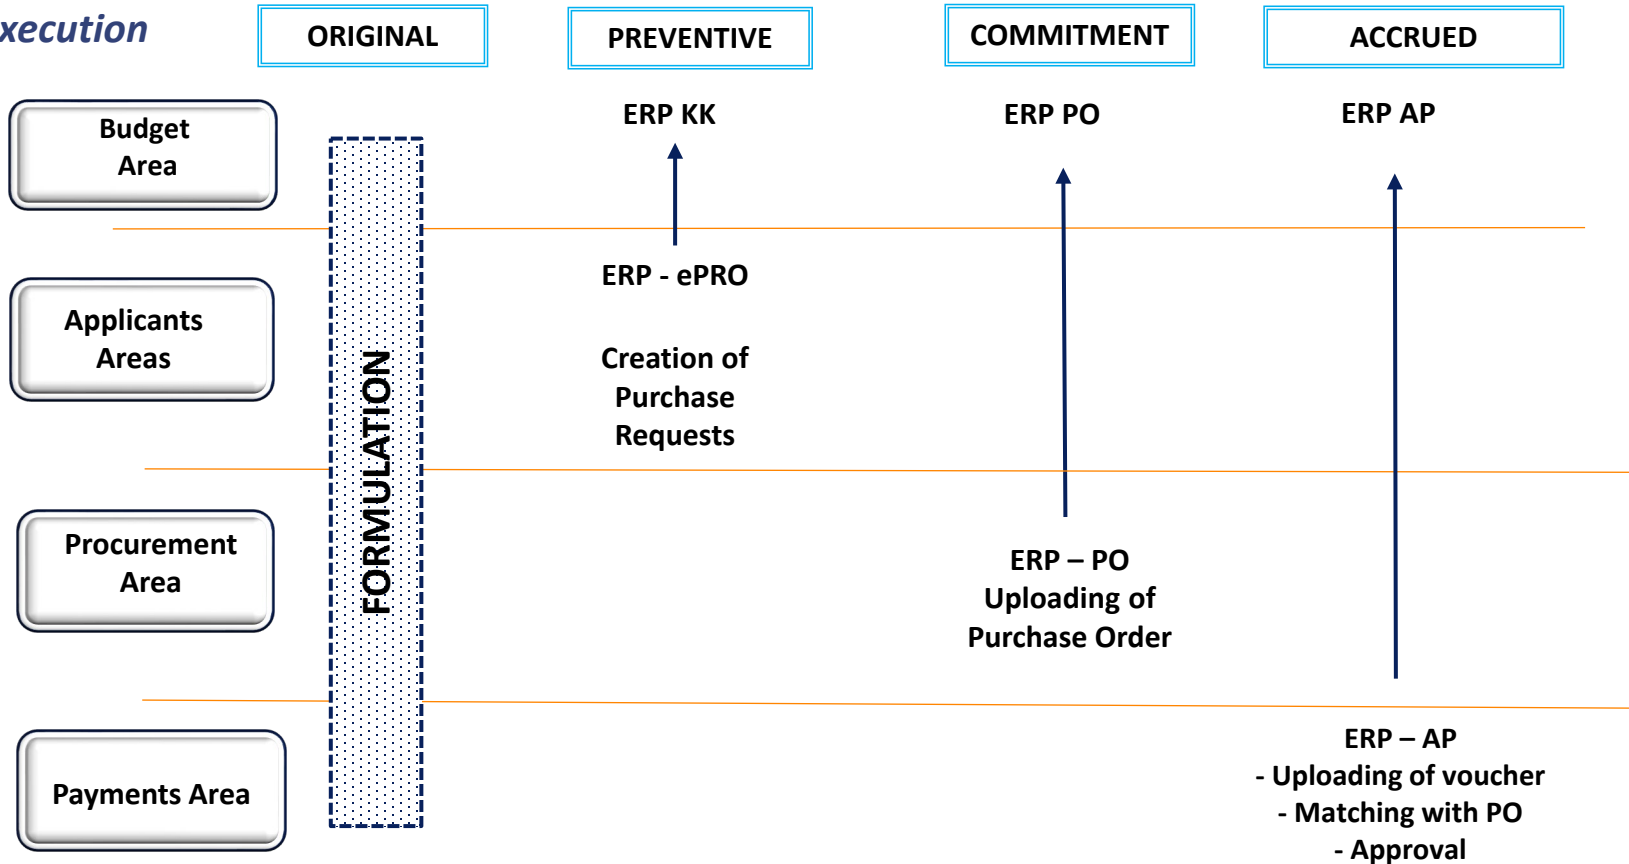 xecution
ORIGINAL
PREVENTIVE
COMMITMENT
ACCRUED
Budget
Area
ERP KK
ERP PO
ERP AP
Applicants
Areas
ERP - ePRO
Creation of
Purchase
Requests
FORMULATION
Procurement
Area
ERP – PO
Uploading of
Purchase Order
Payments Area
ERP – AP
- Uploading of voucher
- Matching with PO
- Approval